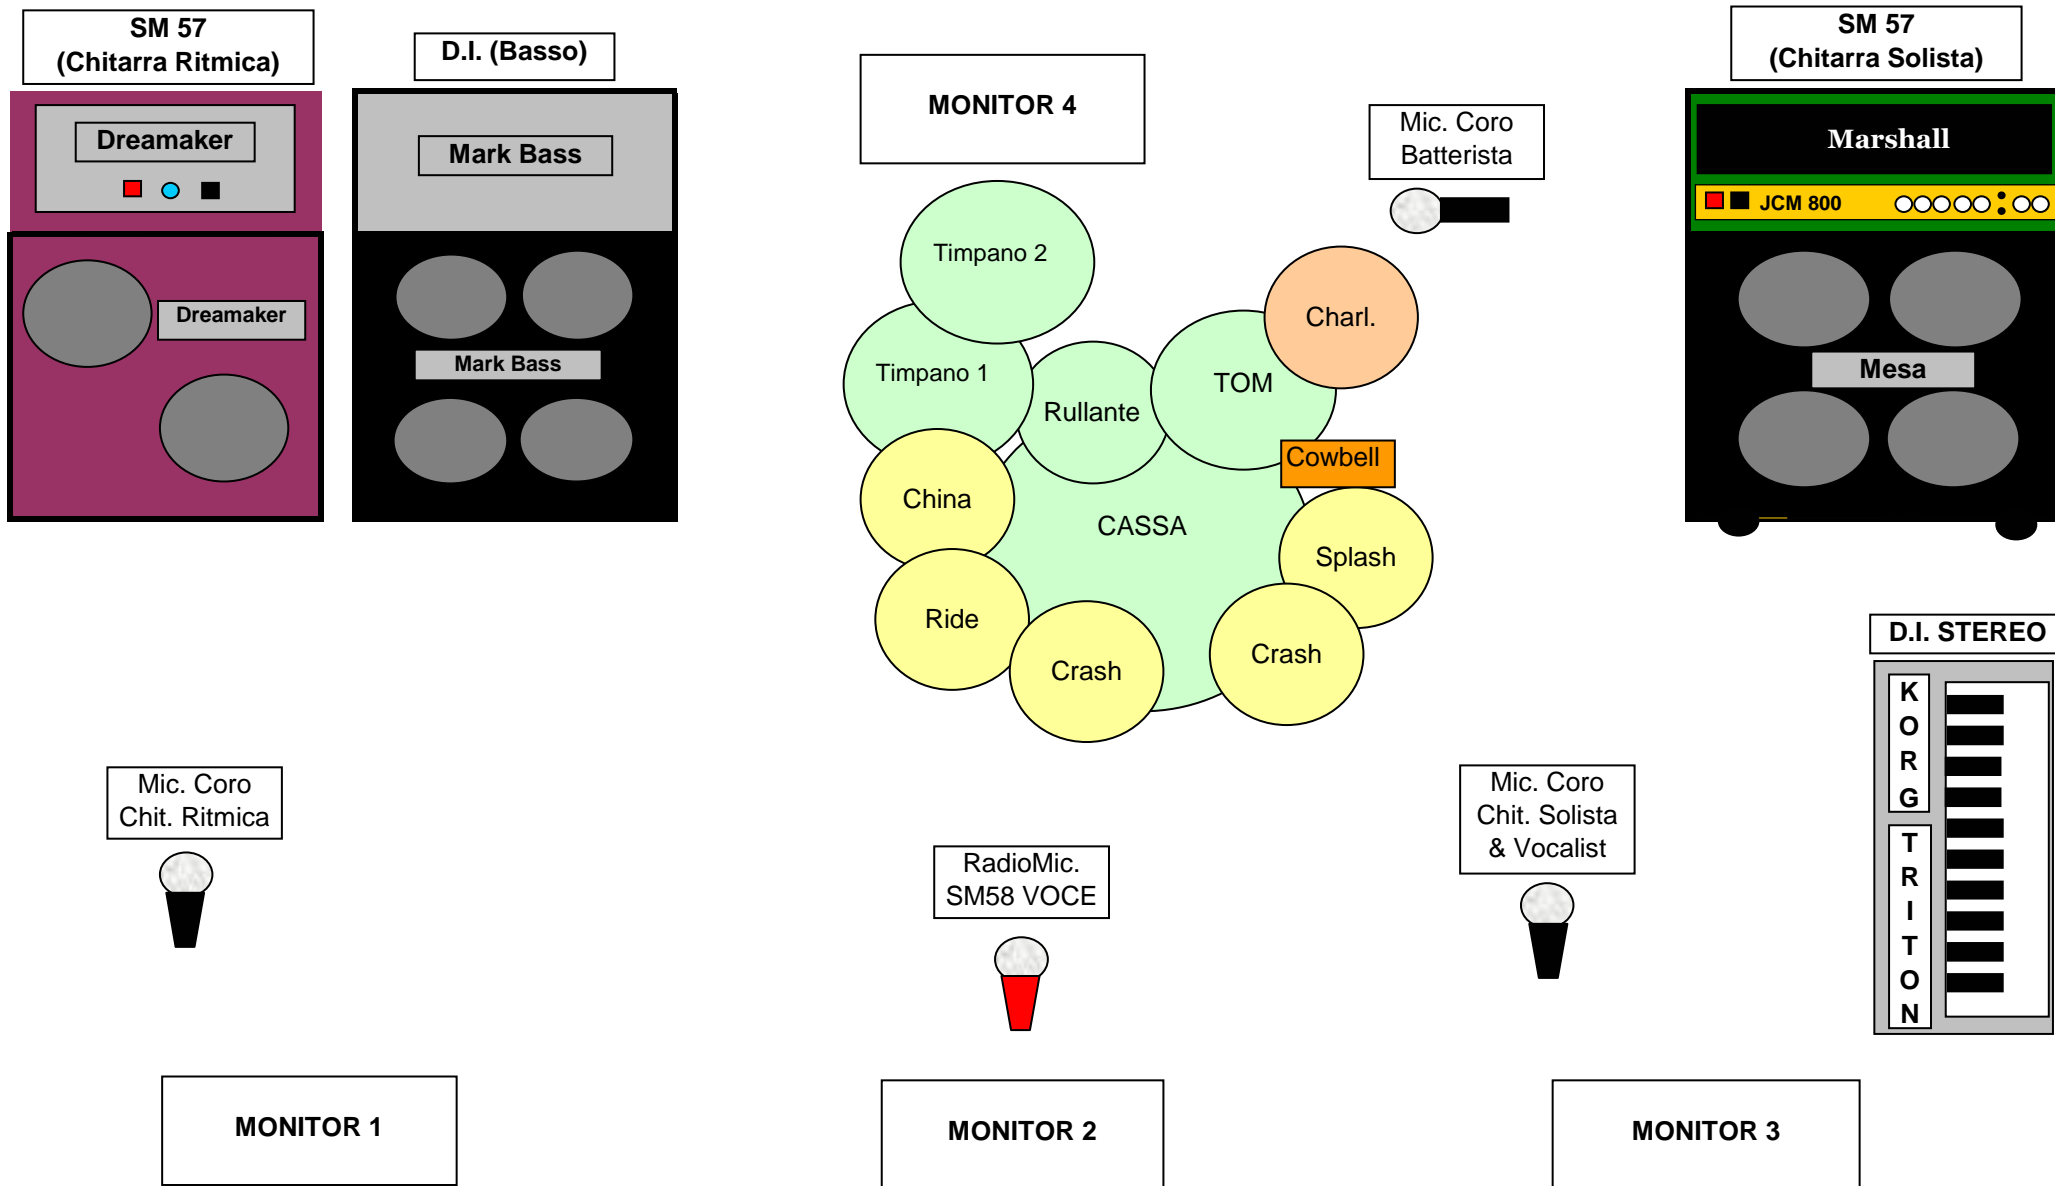 SM 57
(Chitarra Ritmica)
D.I. (Basso)
SM 57
(Chitarra Solista)
MONITOR 4
Mic. Coro
Batterista
Dreamaker
Mark Bass
Marshall
JCM 800
Timpano 2
Charl.
Dreamaker
Mark Bass
Timpano 1
TOM
Rullante
Mesa
Cowbell
China
CASSA
Splash
Ride
Crash
Crash
D.I. STEREO
K
O
R
G
T
R
I
T
O
N
Mic. Coro
Chit. Ritmica
Mic. Coro
Chit. Solista
& Vocalist
RadioMic.
SM58 VOCE
MONITOR 1
MONITOR 2
MONITOR 3